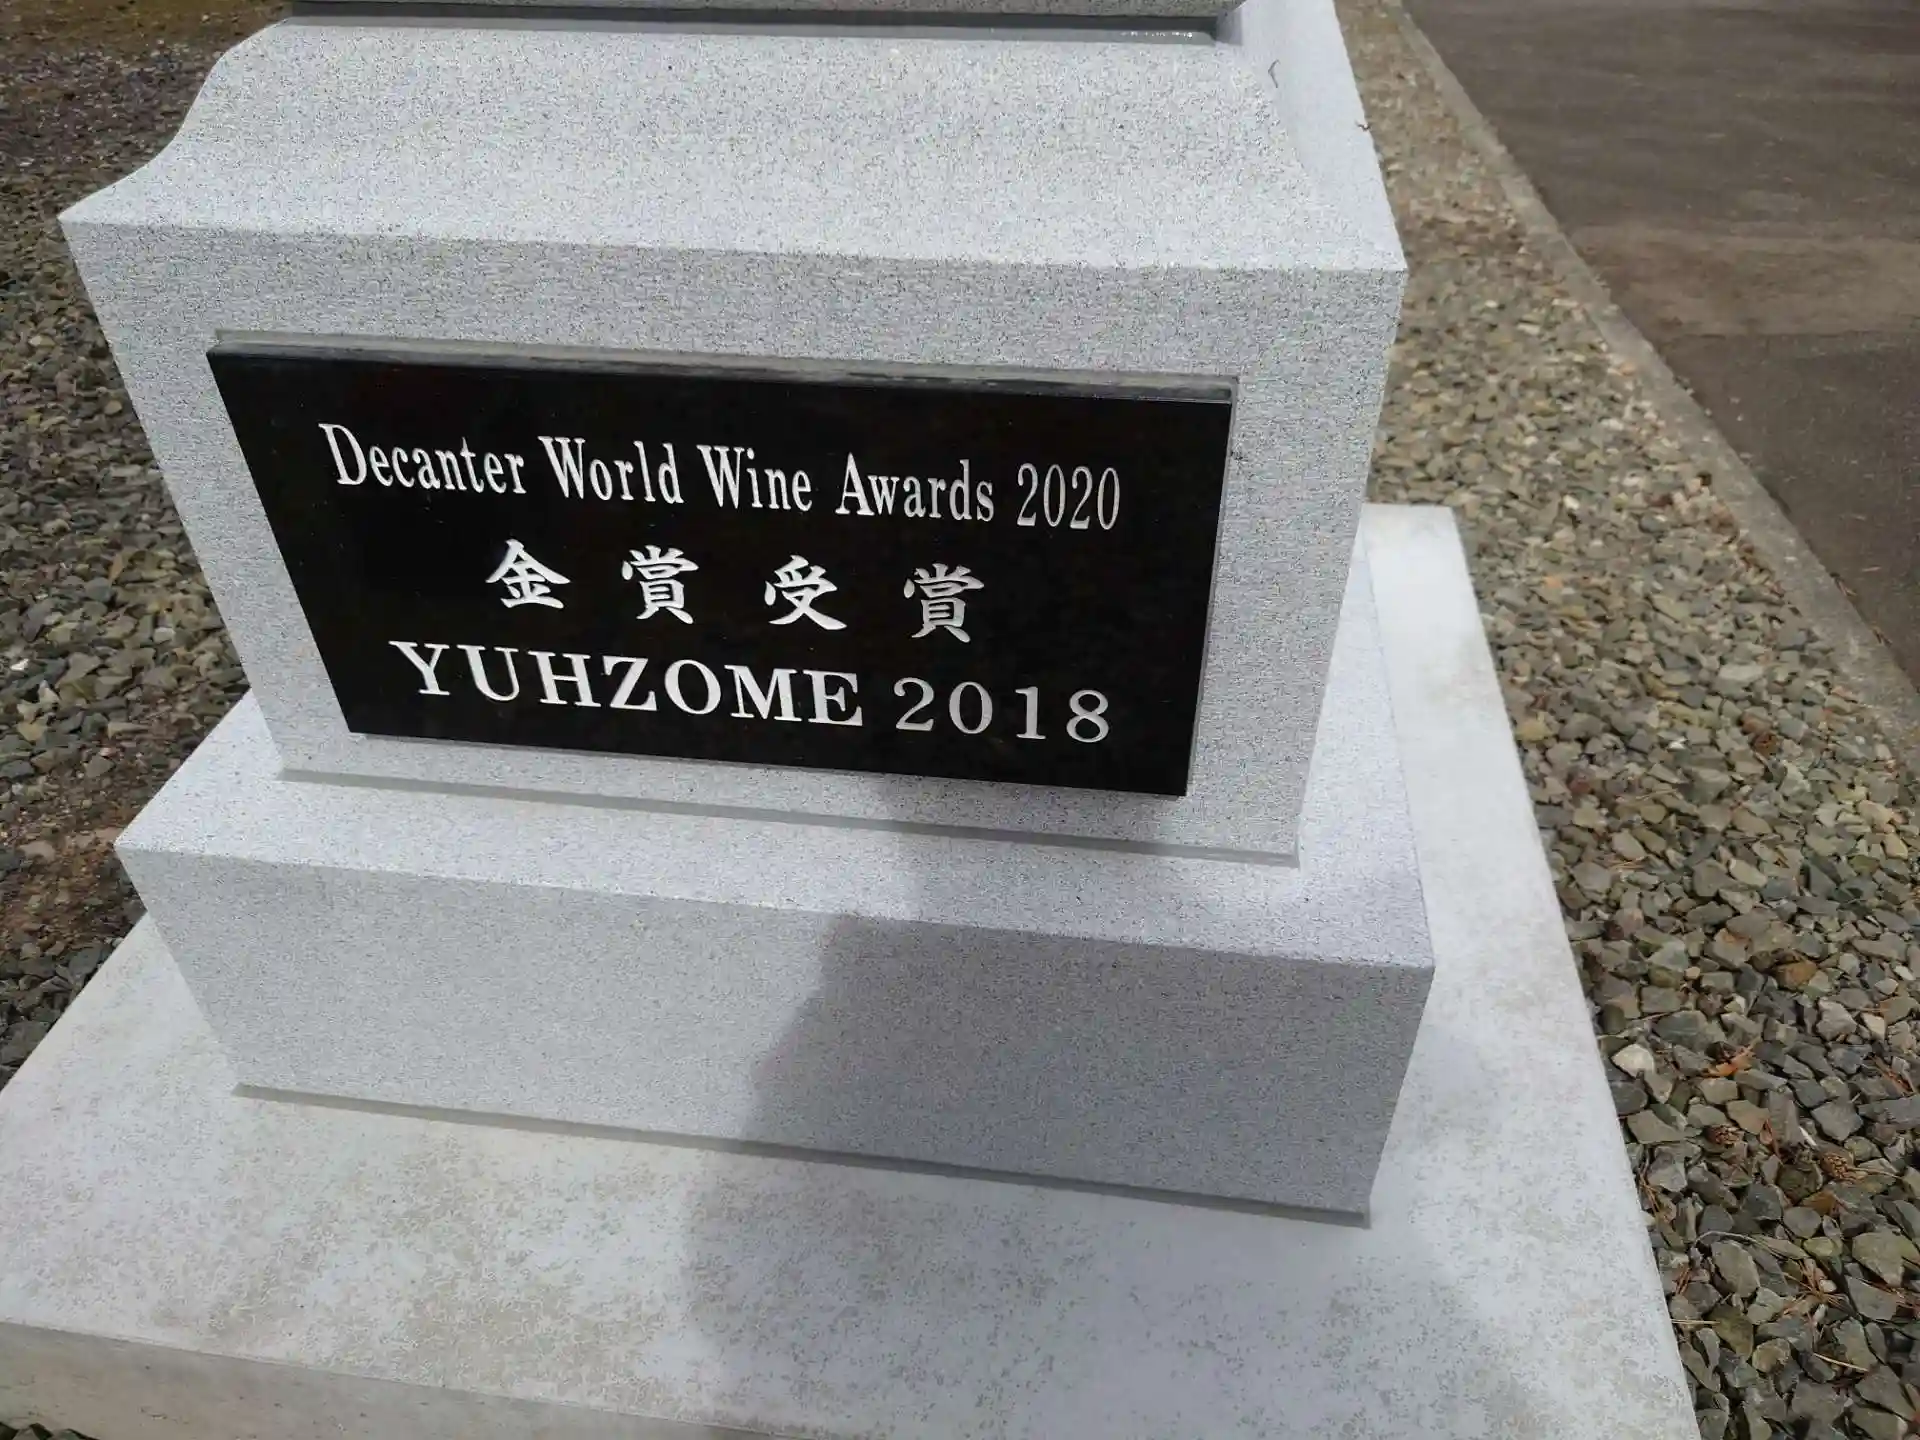 Decanter World Wine Awards 2020
金賞受賞
YUHZOME 2018